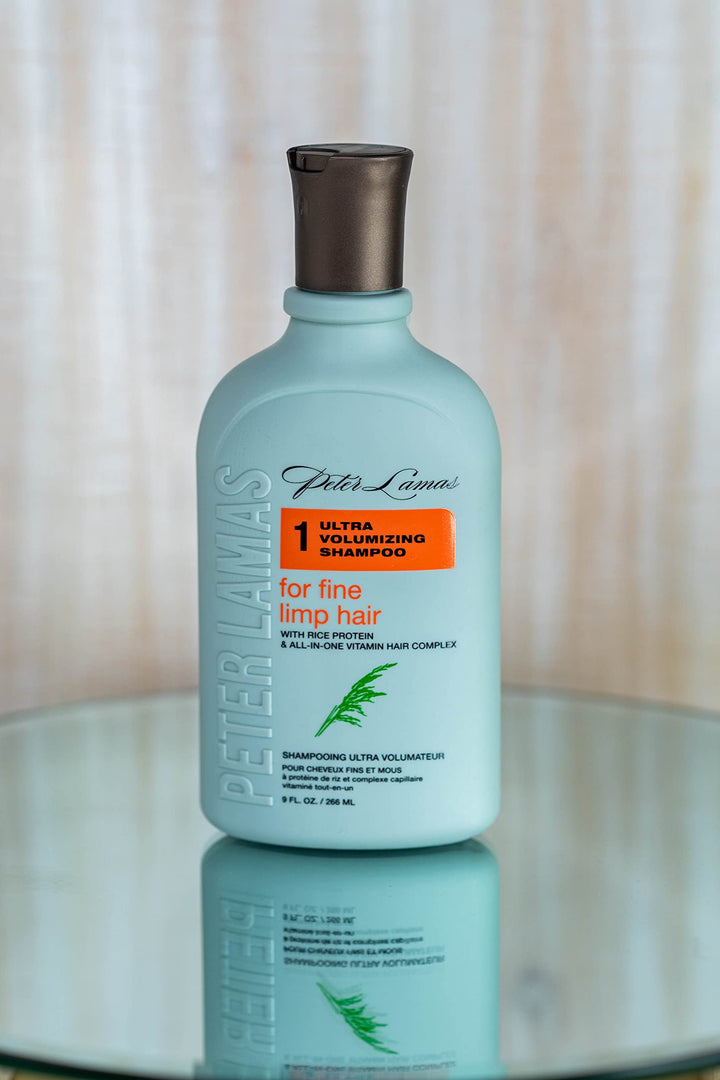 PETER LAMAS
Peter Lamas
1 ULTRA
VOLUMIZING
SHAMPOO
for fine
limp hair
WITH RICE PROTEIN
& ALL-IN-ONE VITAMIN HAIR COMPLEX
SHAMPOOING ULTRA VOLUMATEUR
POUR CHEVEUX FINS ET MOUS
à protéine de riz et complexe capillaire
vitaminé tout-en-un
9 FL. OZ. / 266 ML